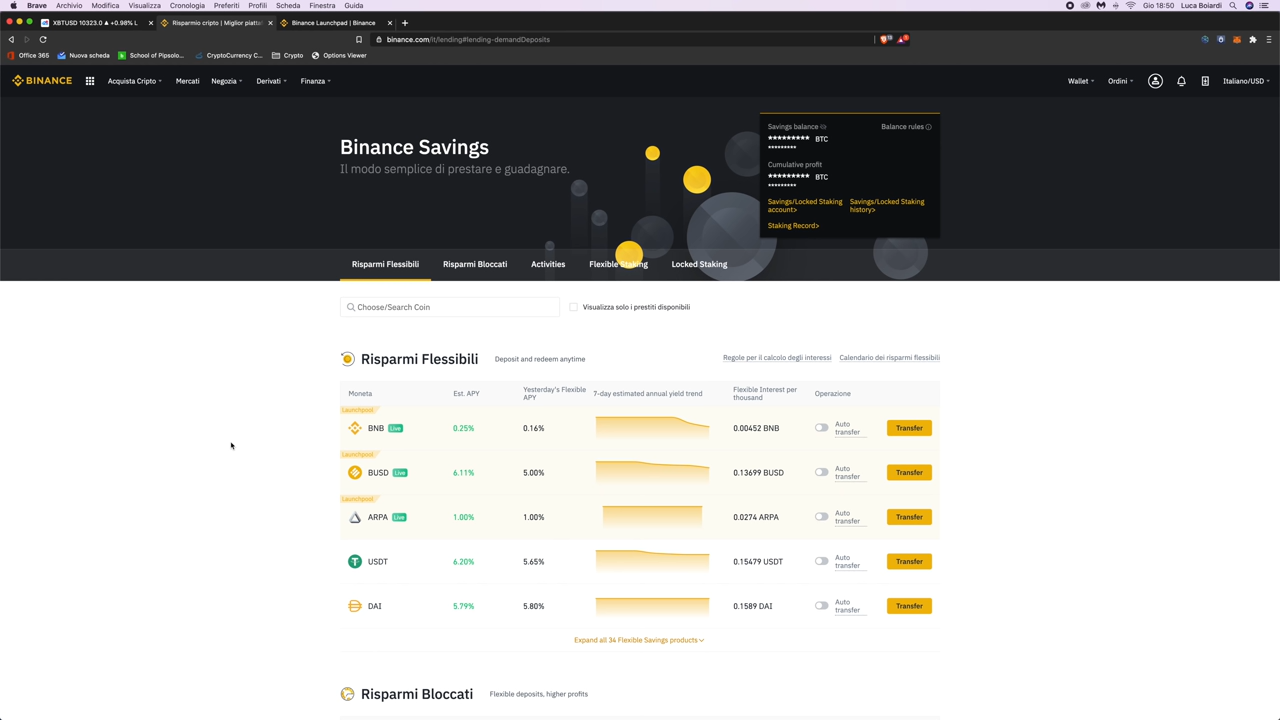 Brave Archivio Modifica Visualizza Cronologia Preferiti Profili Scheda Finestra Guida
Gio 18:50 Luca Boiardi
XBTUSD 10323.0 ▲ +0.98% L
Risparmio cripto | Miglior piattaf
Binance Launchpad | Binance
binance.com/it/lending#lending-demandDeposits
Office 365 Nuova scheda School of Pipsolo... CryptoCurrency C... Crypto Options Viewer
BINANCE Acquista Cripto Mercati Negozia Derivati Finanza Wallet Ordini Italiano/USD
Binance Savings
Il modo semplice di prestare e guadagnare.
Savings balance Balance rules
********* BTC
*********
Cumulative profit
********* BTC
*********
Savings/Locked Staking account>
Savings/Locked Staking history>
Staking Record>
Risparmi Flessibili Risparmi Bloccati Activities Flexible Staking Locked Staking
Choose/Search Coin Visualizza solo i prestiti disponibili
Risparmi Flessibili Deposit and redeem anytime Regole per il calcolo degli interessi Calendario dei risparmi flessibili
Moneta Est. APY Yesterday's Flexible APY 7-day estimated annual yield trend Flexible Interest per thousand Operazione
Launchpool
BNB Live 0.25% 0.16% 0.00452 BNB Auto transfer Transfer
Launchpool
BUSD Live 6.11% 5.00% 0.13699 BUSD Auto transfer Transfer
Launchpool
ARPA Live 1.00% 1.00% 0.0274 ARPA Auto transfer Transfer
USDT 6.20% 5.65% 0.15479 USDT Auto transfer Transfer
DAI 5.79% 5.80% 0.1589 DAI Auto transfer Transfer
Expand all 34 Flexible Savings products
Risparmi Bloccati Flexible deposits, higher profits